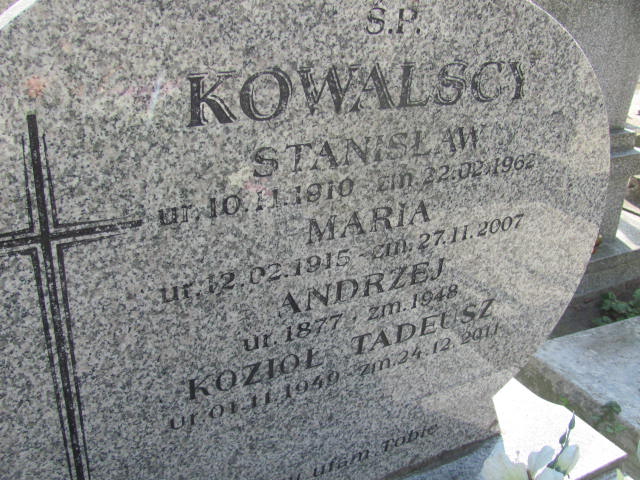 Ś.P.
KOWALSCY
STANISŁAW
ur. 10.11.1910 zm. 22.02.1962
MARIA
ur. 12.02.1915 - zm. 27.11.2007
ANDRZEJ
ur. 1877 zm. 1948
KOZIOŁ TADEUSZ
ur. 01.11.1949 - zm. 24.12.2011
ufam Tobie